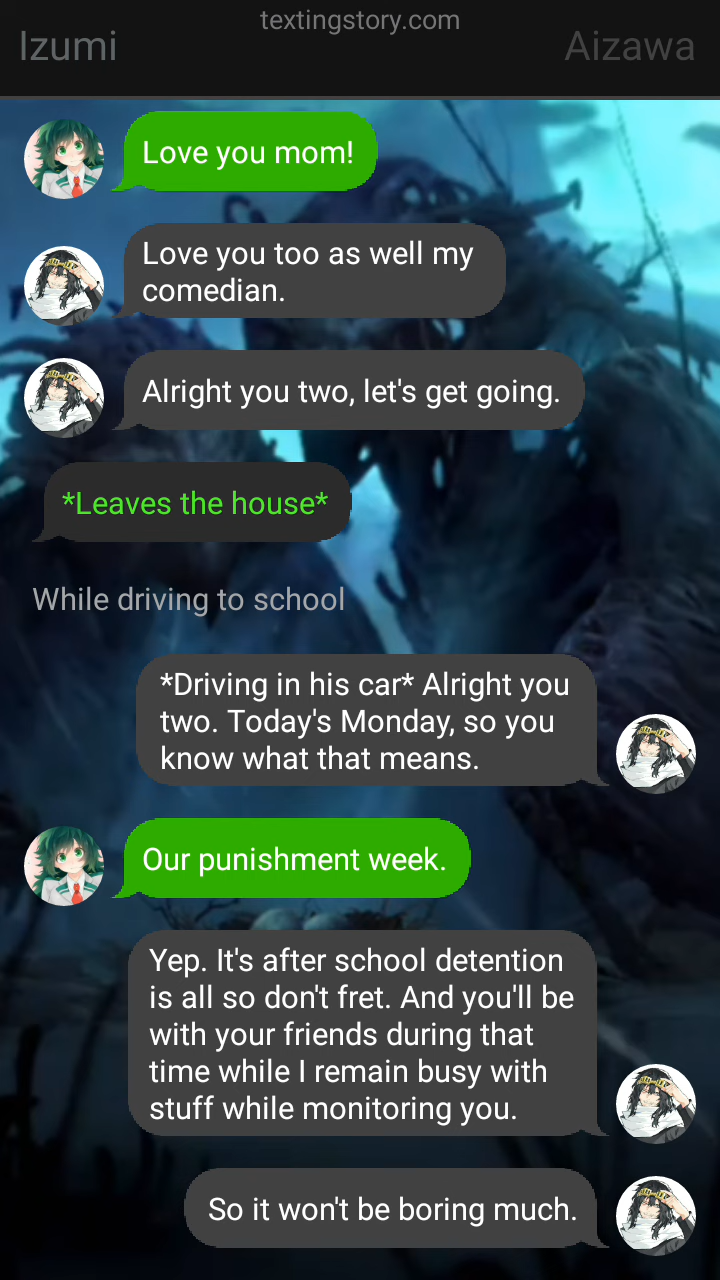 textingstory.com
Izumi
Aizawa
Love you mom!
Love you too as well my
comedian.
Alright you two, let's get going.
*Leaves the house*
While driving to school
*Driving in his car* Alright you
two. Today's Monday, so you
know what that means.
Our punishment week.
Yep. It's after school detention
is all so don't fret. And you'll be
with your friends during that
time while I remain busy with
stuff while monitoring you.
So it won't be boring much.